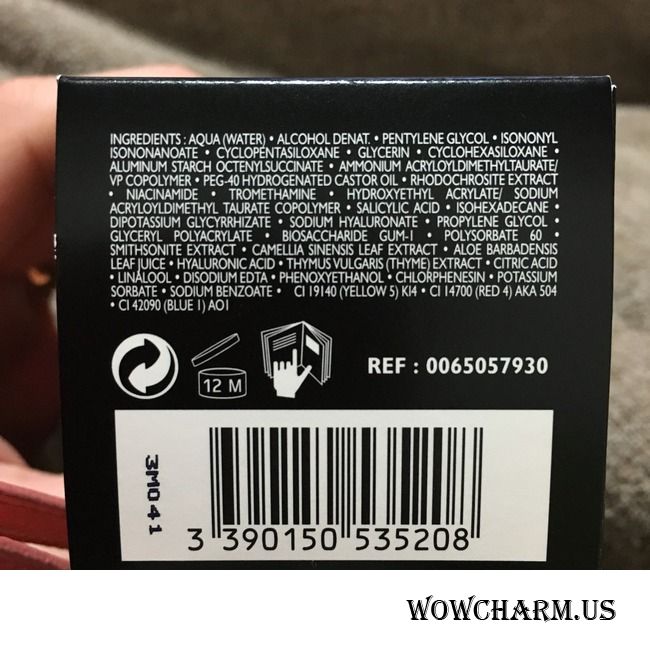 INGREDIENTS : AQUA (WATER) • ALCOHOL DENAT. • PENTYLENE GLYCOL • ISONONYL
ISONONANOATE • CYCLOPENTASILOXANE • GLYCERIN • CYCLOHEXASILOXANE •
ALUMINUM STARCH OCTENYLSUCCINATE • AMMONIUM ACRYLOYLDIMETHYLTAURATE/
VP COPOLYMER • PEG-40 HYDROGENATED CASTOR OIL • RHODOCHROSITE EXTRACT
• NIACINAMIDE • TROMETHAMINE • HYDROXYETHYL ACRYLATE/ SODIUM
ACRYLOYLDIMETHYL TAURATE COPOLYMER • SALICYLIC ACID • ISOHEXADECANE •
DIPOTASSIUM GLYCYRRHIZATE • SODIUM HYALURONATE • PROPYLENE GLYCOL •
GLYCERYL POLYACRYLATE • BIOSACCHARIDE GUM-1 • POLYSORBATE 60 •
SMITHSONITE EXTRACT • CAMELLIA SINENSIS LEAF EXTRACT • ALOE BARBADENSIS
LEAF JUICE • HYALURONIC ACID • THYMUS VULGARIS (THYME) EXTRACT • CITRIC ACID
• LINALOOL • DISODIUM EDTA • PHENOXYETHANOL • CHLORPHENESIN • POTASSIUM
SORBATE • SODIUM BENZOATE • CI 19140 (YELLOW 5) KI4 • CI 14700 (RED 4) AKA 504
• CI 42090 (BLUE 1) AO1
12 M
REF : 0065057930
3M041
3 390150 535208
WOWCHARM.US